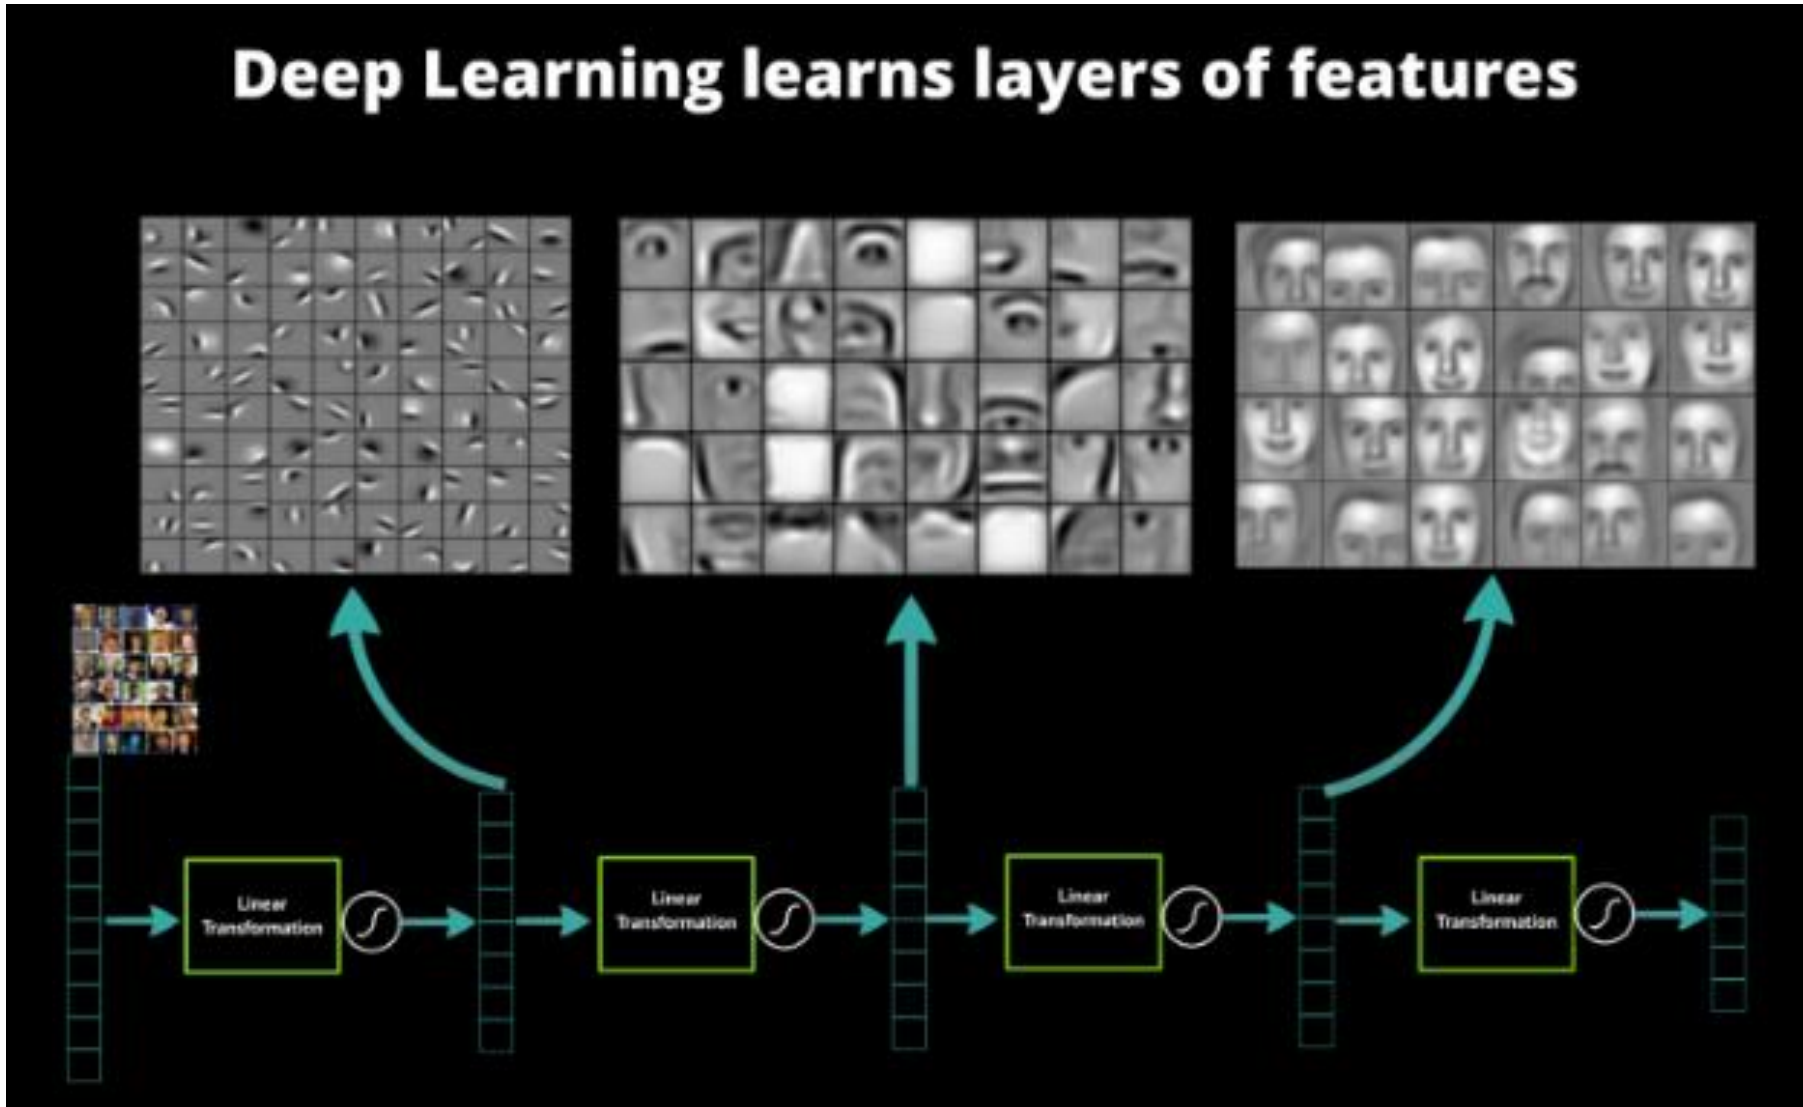 Deep Learning learns layers of features
Linear
Transformation
Linear
Transformation
Linear
Transformation
Linear
Transformation